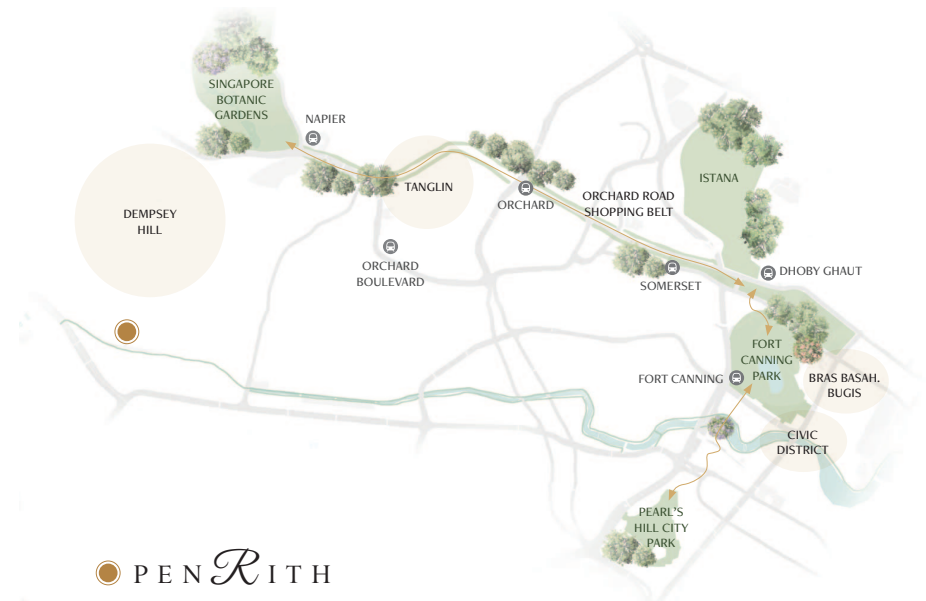 SINGAPORE
BOTANIC
GARDENS
NAPIER
DEMPSEY
HILL
TANGLIN
ORCHARD
ORCHARD ROAD
SHOPPING BELT
ISTANA
ORCHARD
BOULEVARD
SOMERSET
DHOBY GHAUT
FORT
CANNING
PARK
FORT CANNING
BRAS BASAH.
BUGIS
CIVIC
DISTRICT
PEARL'S
HILL CITY
PARK
PENRITH